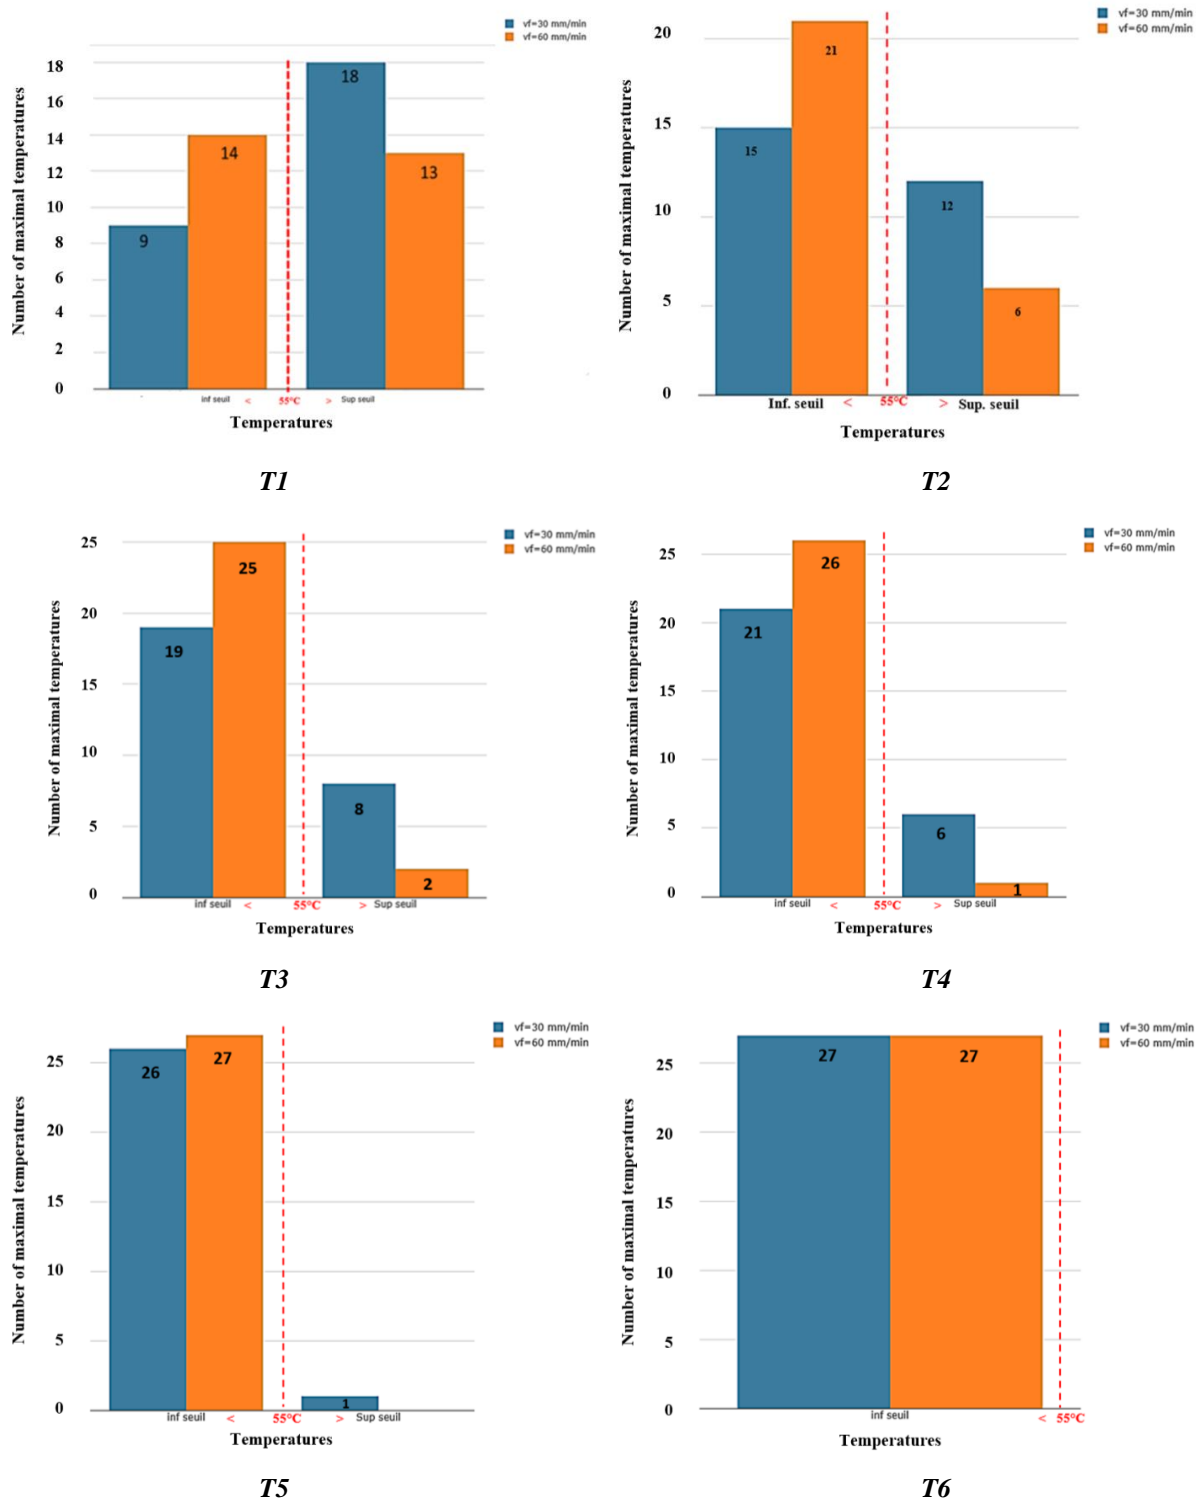 vf=30 mm/min
vf=60 mm/min
Number of maximal temperatures
18
16
14
12
10
8
6
4
2
0
9
14
18
13
inf seuil < 55°C > Sup seuil
Temperatures
T1
vf=30 mm/min
vf=60 mm/min
Number of maximal temperatures
20
15
10
5
0
15
21
12
6
Inf. seuil < 55°C > Sup. seuil
Temperatures
T2
vf=30 mm/min
vf=60 mm/min
Number of maximal temperatures
25
20
15
10
5
0
19
25
8
2
inf seuil < 55°C > Sup seuil
Temperatures
T3
vf=30 mm/min
vf=60 mm/min
Number of maximal temperatures
25
20
15
10
5
0
21
26
6
1
inf seuil < 55°C > Sup seuil
Temperatures
T4
vf=30 mm/min
vf=60 mm/min
Number of maximal temperatures
25
20
15
10
5
0
26
27
1
inf seuil < 55°C > Sup seuil
Temperatures
T5
vf=30 mm/min
vf=60 mm/min
Number of maximal temperatures
25
20
15
10
5
0
27
27
inf seuil < 55°C
Temperatures
T6